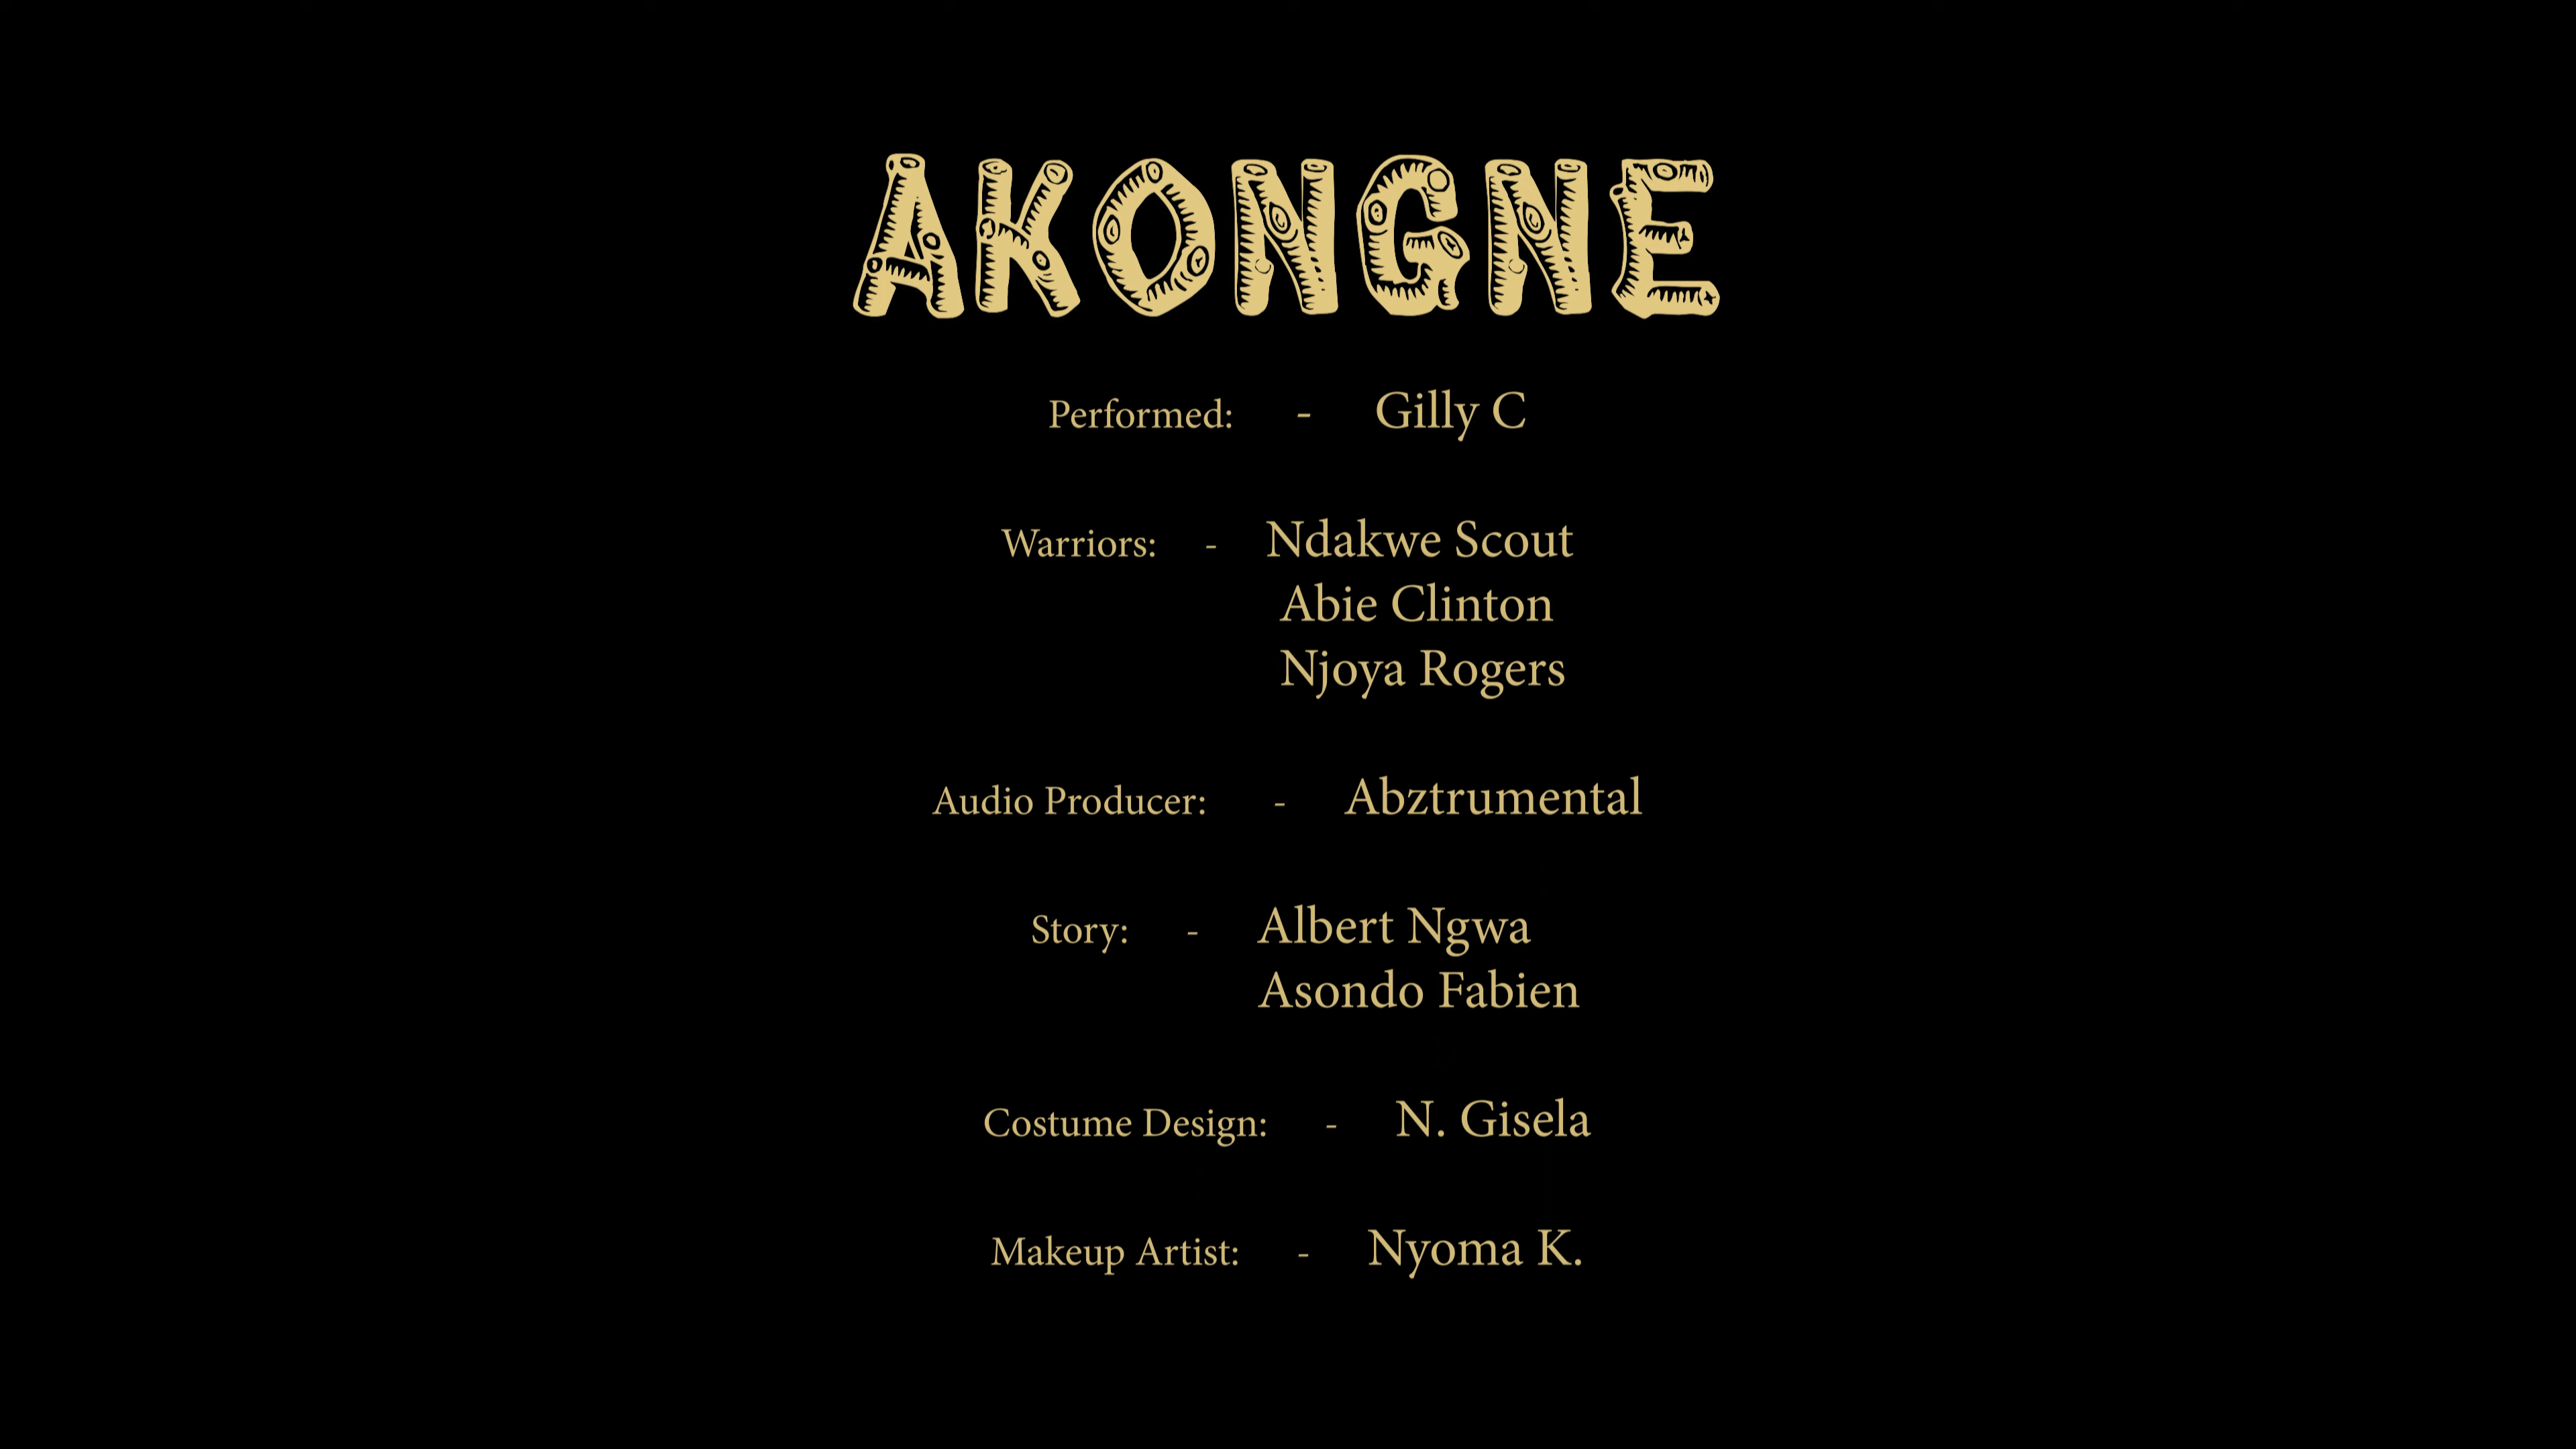 AKONGNE
Performed: - Gilly C
Warriors: - Ndakwe Scout
Abie Clinton
Njoya Rogers
Audio Producer: - Abztrumental
Story: - Albert Ngwa
Asondo Fabien
Costume Design: - N. Gisela
Makeup Artist: - Nyoma K.